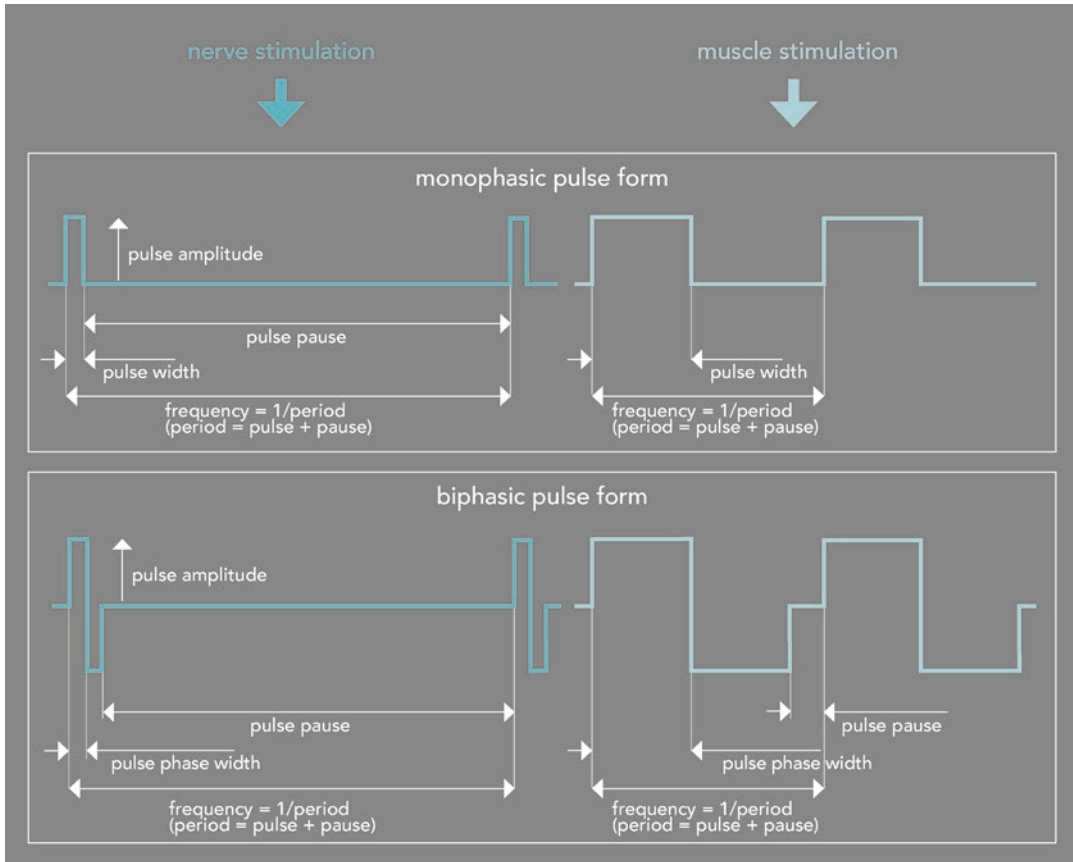 nerve stimulation
muscle stimulation
monophasic pulse form
pulse amplitude
pulse pause
pulse width
frequency = 1/period
(period = pulse + pause)
pulse width
frequency = 1/period
(period = pulse + pause)
biphasic pulse form
pulse amplitude
pulse pause
pulse phase width
frequency = 1/period
(period = pulse + pause)
pulse pause
pulse phase width
frequency = 1/period
(period = pulse + pause)